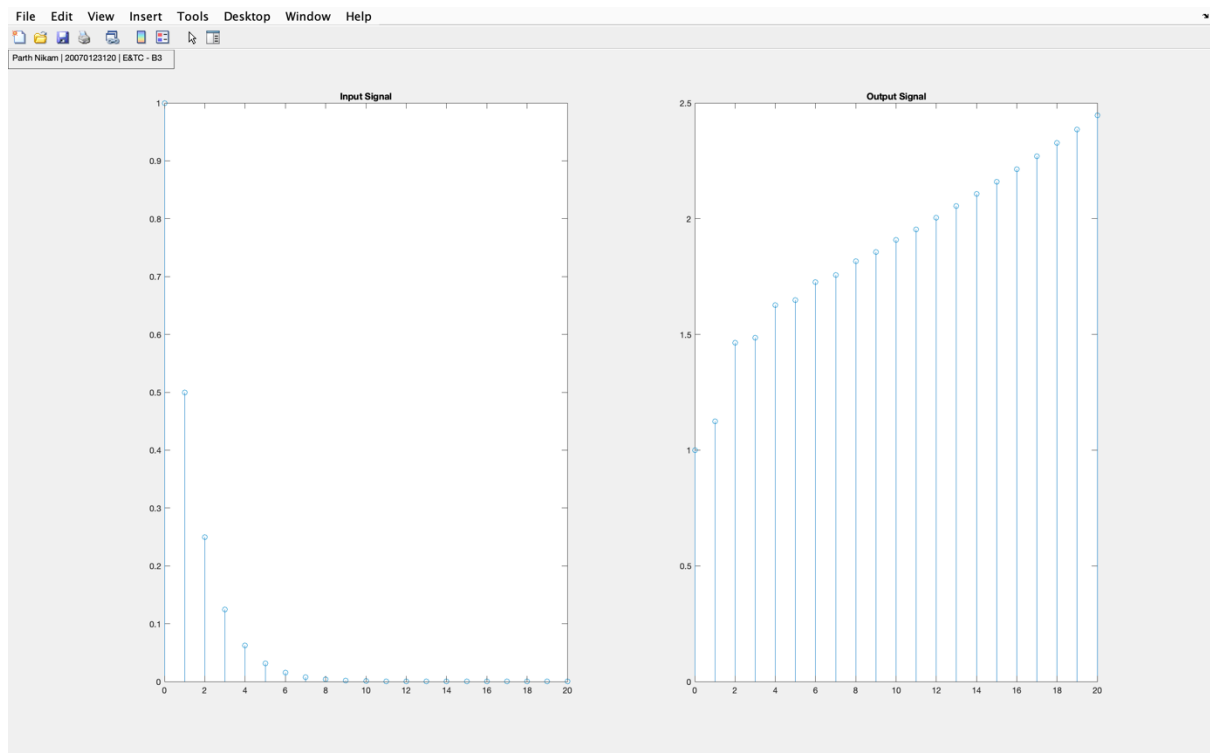 File Edit View Insert Tools Desktop Window Help
Parth Nikam | 20070123120 | E&TC - B3
Input Signal
1
0.9
0.8
0.7
0.6
0.5
0.4
0.3
0.2
0.1
0
0 2 4 6 8 10 12 14 16 18 20
Output Signal
2.5
2
1.5
1
0.5
0
0 2 4 6 8 10 12 14 16 18 20